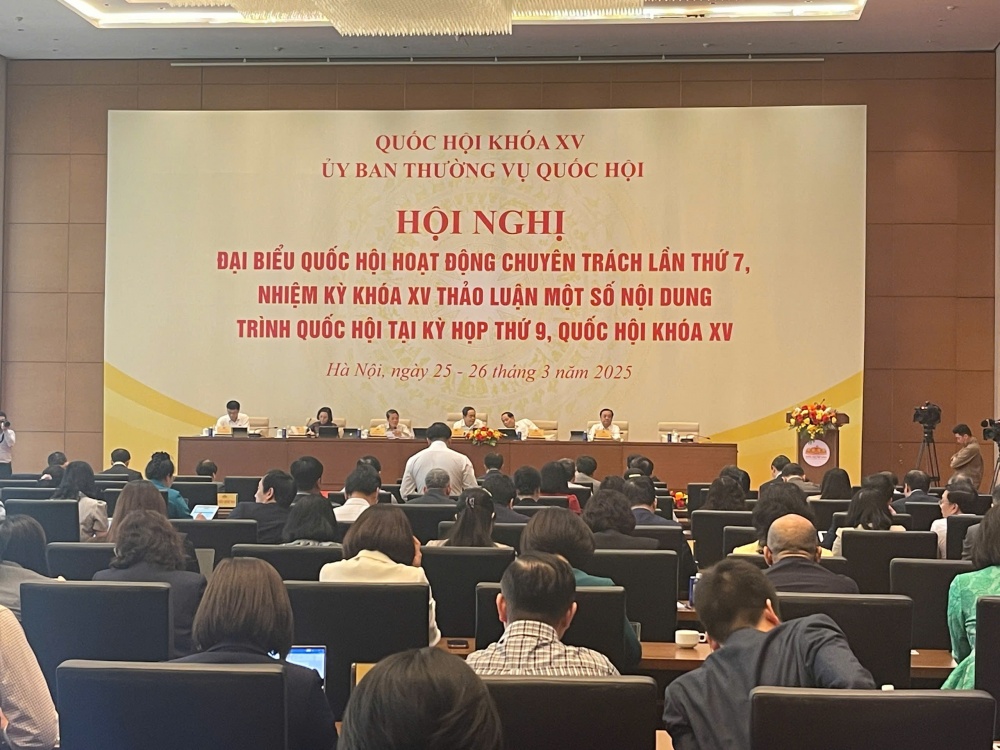 QUỐC HỘI KHÓA XV
ỦY BAN THƯỜNG VỤ QUỐC HỘI
HỘI NGHỊ
ĐẠI BIỂU QUỐC HỘI HOẠT ĐỘNG CHUYÊN TRÁCH LẦN THỨ 7,
NHIỆM KỲ KHÓA XV THẢO LUẬN MỘT SỐ NỘI DUNG
TRÌNH QUỐC HỘI TẠI KỲ HỌP THỨ 9, QUỐC HỘI KHÓA XV
Hà Nội, ngày 25 - 26 tháng 3 năm 2025